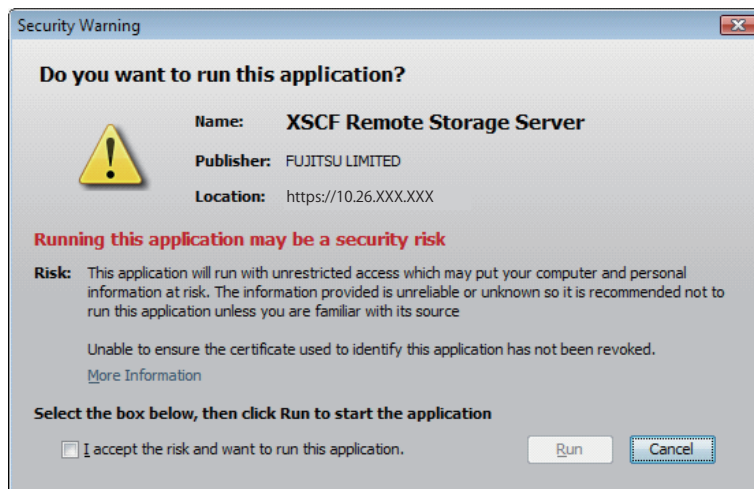 Security Warning
Do you want to run this application?
Name: XSCF Remote Storage Server
Publisher: FUJITSU LIMITED
Location: https://10.26.XXX.XXX
Running this application may be a security risk
Risk: This application will run with unrestricted access which may put your computer and personal
information at risk. The information provided is unreliable or unknown so it is recommended not to
run this application unless you are familiar with its source
Unable to ensure the certificate used to identify this application has not been revoked.
More Information
Select the box below, then click Run to start the application
I accept the risk and want to run this application. Run Cancel